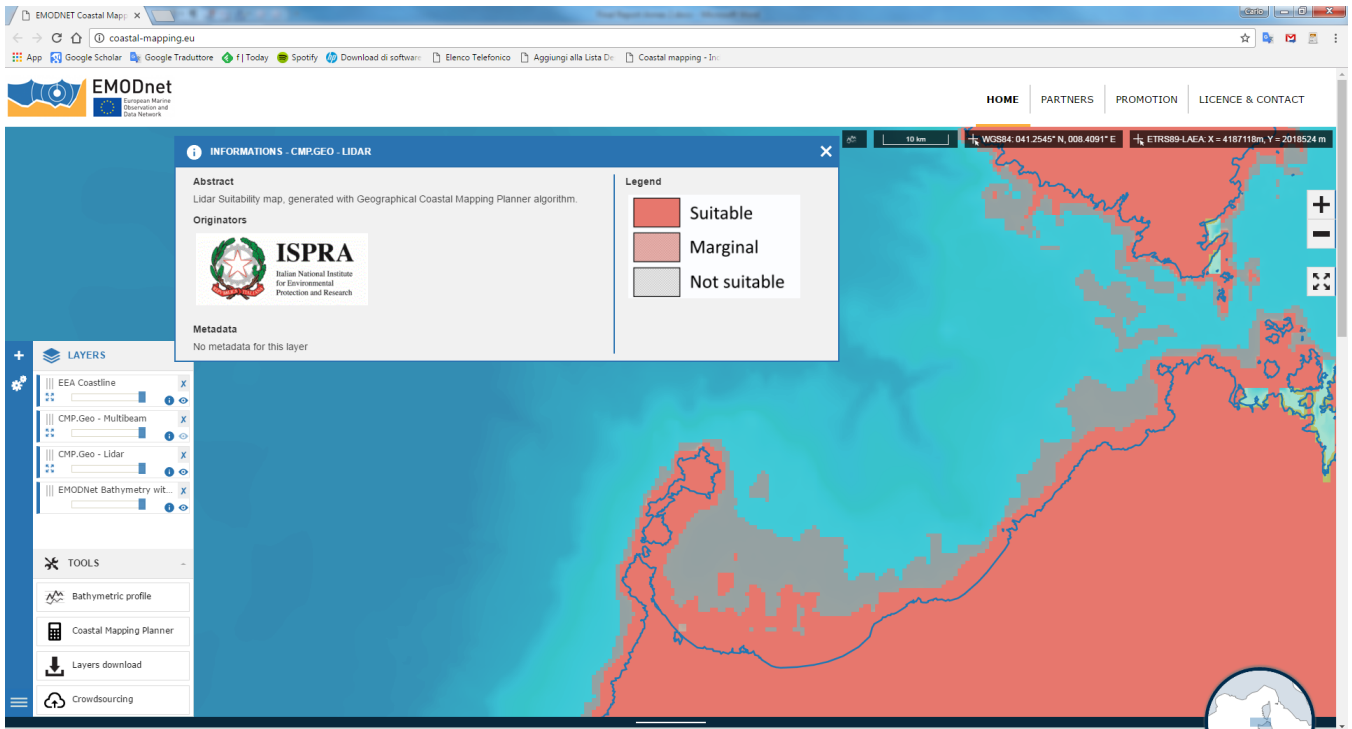 EMODNET Coastal Mapp
Carlo
coastal-mapping.eu
App Google Scholar Google Traduttore f | Today Spotify Download di software Elenco Telefonico Aggiungi alla Lista De Coastal mapping - Inc
EMODnet
European Marine
Observation and
Data Network
HOME PARTNERS PROMOTION LICENCE & CONTACT
INFORMATIONS - CMP.GEO - LIDAR
10 km
WGS84: 041.2545° N, 008.4091° E
ETRS89-LAEA: X = 4187118m, Y = 2018524 m
Abstract
Lidar Suitability map, generated with Geographical Coastal Mapping Planner algorithm.
Originators
ISPRA
Italian National Institute
for Environmental
Protection and Research
Metadata
No metadata for this layer
Legend
Suitable
Marginal
Not suitable
LAYERS
EEA Coastline
CMP.Geo - Multibeam
CMP.Geo - Lidar
EMODNet Bathymetry wit...
TOOLS
Bathymetric profile
Coastal Mapping Planner
Layers download
Crowdsourcing